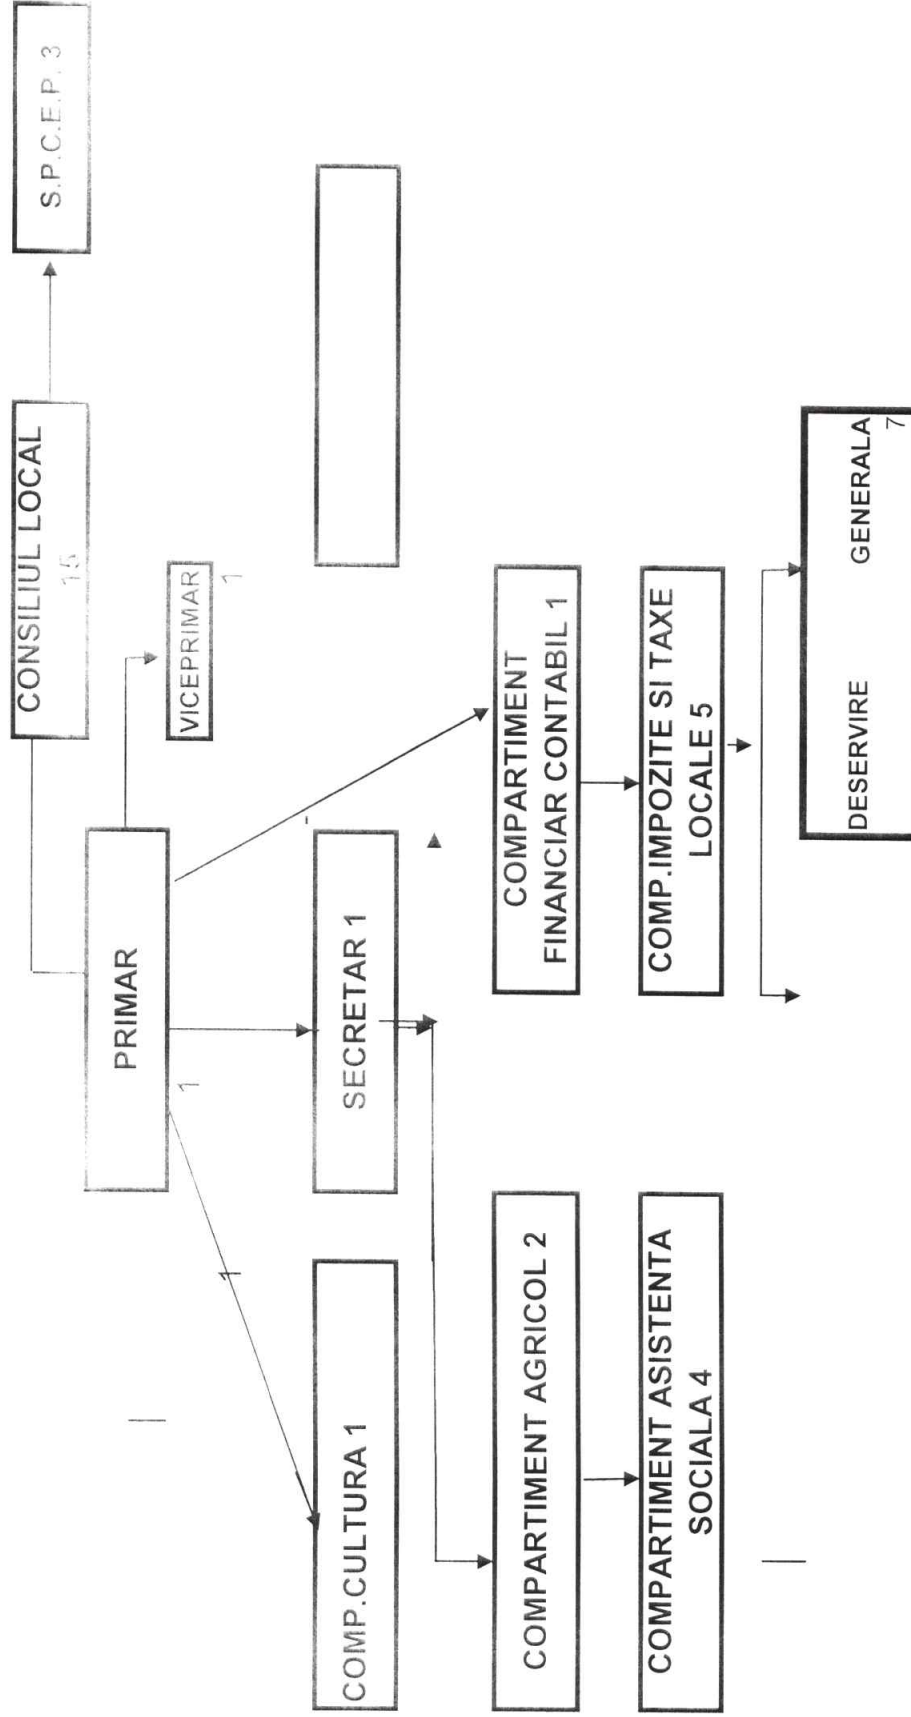 CONSILIUL LOCAL
15
S.P.C.E.P. 3
PRIMAR
1
VICEPRIMAR
1
COMP.CULTURA 1
SECRETAR 1
COMPARTIMENT AGRICOL 2
COMPARTIMENT
FINANCIAR CONTABIL 1
COMPARTIMENT ASISTENTA
SOCIALA 4
COMP.IMPOZITE SI TAXE
LOCALE 5
DESERVIRE GENERALA
7